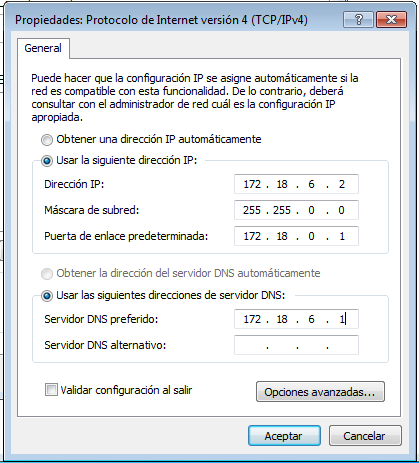 Propiedades: Protocolo de Internet versión 4 (TCP/IPv4)
General
Puede hacer que la configuración IP se asigne automáticamente si la
red es compatible con esta funcionalidad. De lo contrario, deberá
consultar con el administrador de red cuál es la configuración IP
apropiada.
Obtener una dirección IP automáticamente
Usar la siguiente dirección IP:
Dirección IP: 172 . 18 . 6 . 2
Máscara de subred: 255 . 255 . 0 . 0
Puerta de enlace predeterminada: 172 . 18 . 0 . 1
Obtener la dirección del servidor DNS automáticamente
Usar las siguientes direcciones de servidor DNS:
Servidor DNS preferido: 172 . 18 . 6 . 1
Servidor DNS alternativo: . . .
Validar configuración al salir
Opciones avanzadas...
Aceptar Cancelar